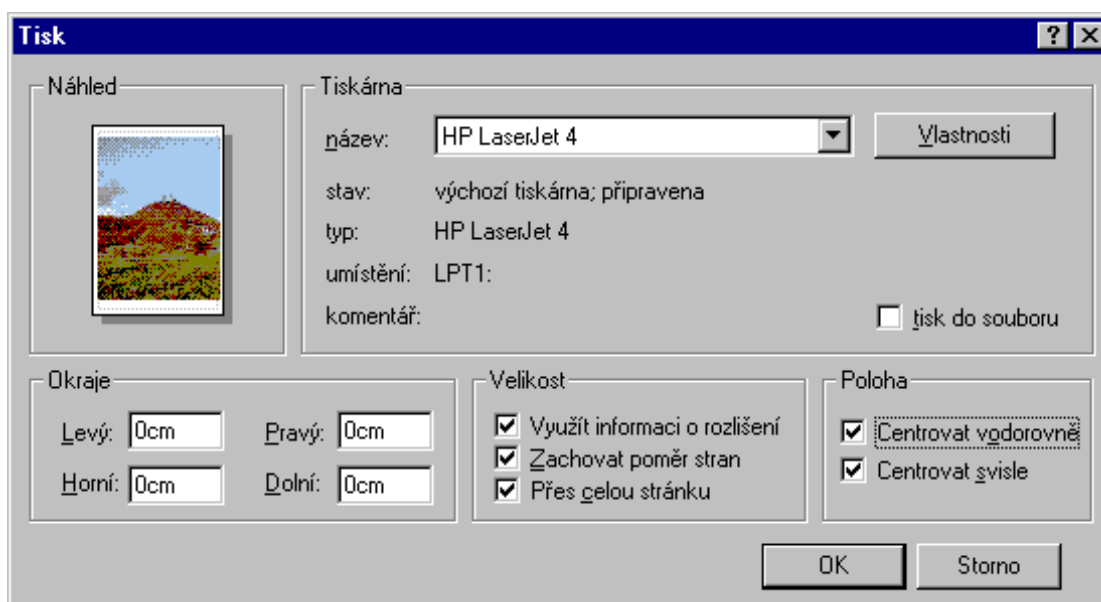 Tisk
Náhled
Tiskárna
název: HP LaserJet 4 Vlastnosti
stav: výchozí tiskárna; připravena
typ: HP LaserJet 4
umístění: LPT1:
komentář: tisk do souboru
Okraje
Levý: 0cm Pravý: 0cm
Horní: 0cm Dolní: 0cm
Velikost
Využít informaci o rozlišení
Zachovat poměr stran
Přes celou stránku
Poloha
Centrovat vodorovně
Centrovat svisle
OK Storno